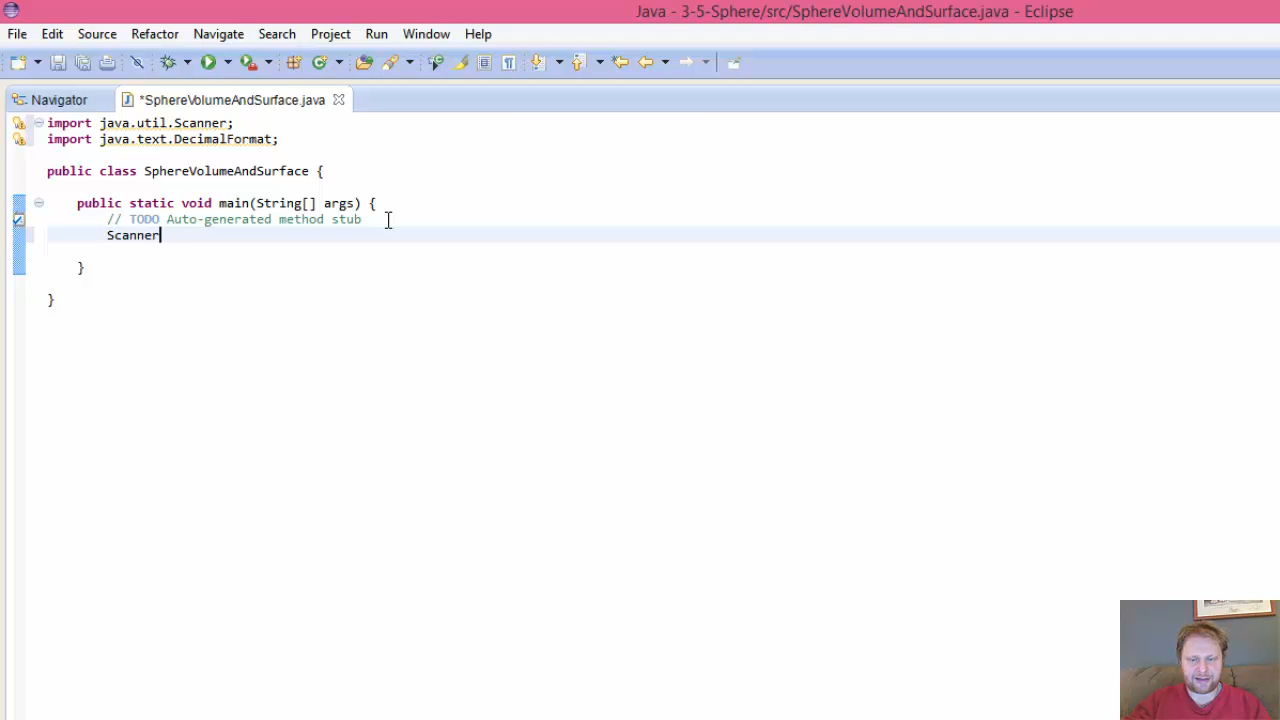 Java - 3-5-Sphere/src/SphereVolumeAndSurface.java - Eclipse
File Edit Source Refactor Navigate Search Project Run Window Help
Navigator *SphereVolumeAndSurface.java
import java.util.Scanner;
import java.text.DecimalFormat;
public class SphereVolumeAndSurface {
public static void main(String[] args) {
// TODO Auto-generated method stub
Scanner
}
}